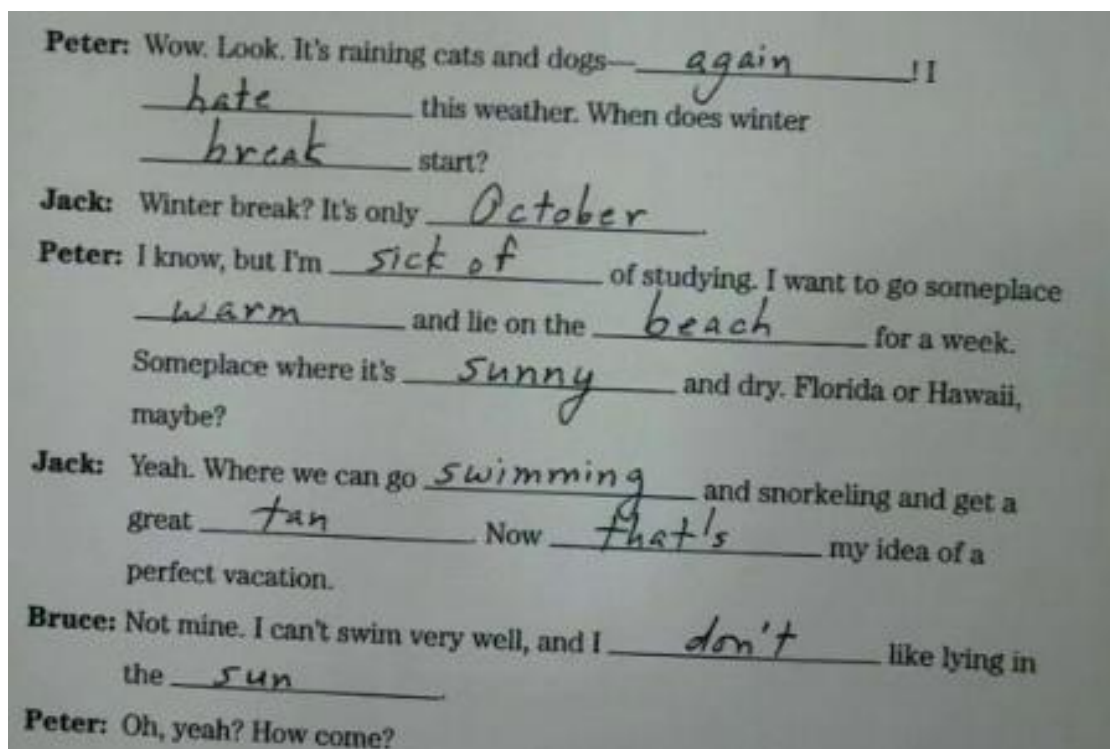 Peter: Wow. Look. It's raining cats and dogs—again! I
hate this weather. When does winter
break start?
Jack: Winter break? It's only October.
Peter: I know, but I'm sick of of studying. I want to go someplace
warm and lie on the beach for a week.
Someplace where it's sunny and dry. Florida or Hawaii,
maybe?
Jack: Yeah. Where we can go swimming and snorkeling and get a
great tan. Now that's my idea of a
perfect vacation.
Bruce: Not mine. I can't swim very well, and I don't like lying in
the sun.
Peter: Oh, yeah? How come?